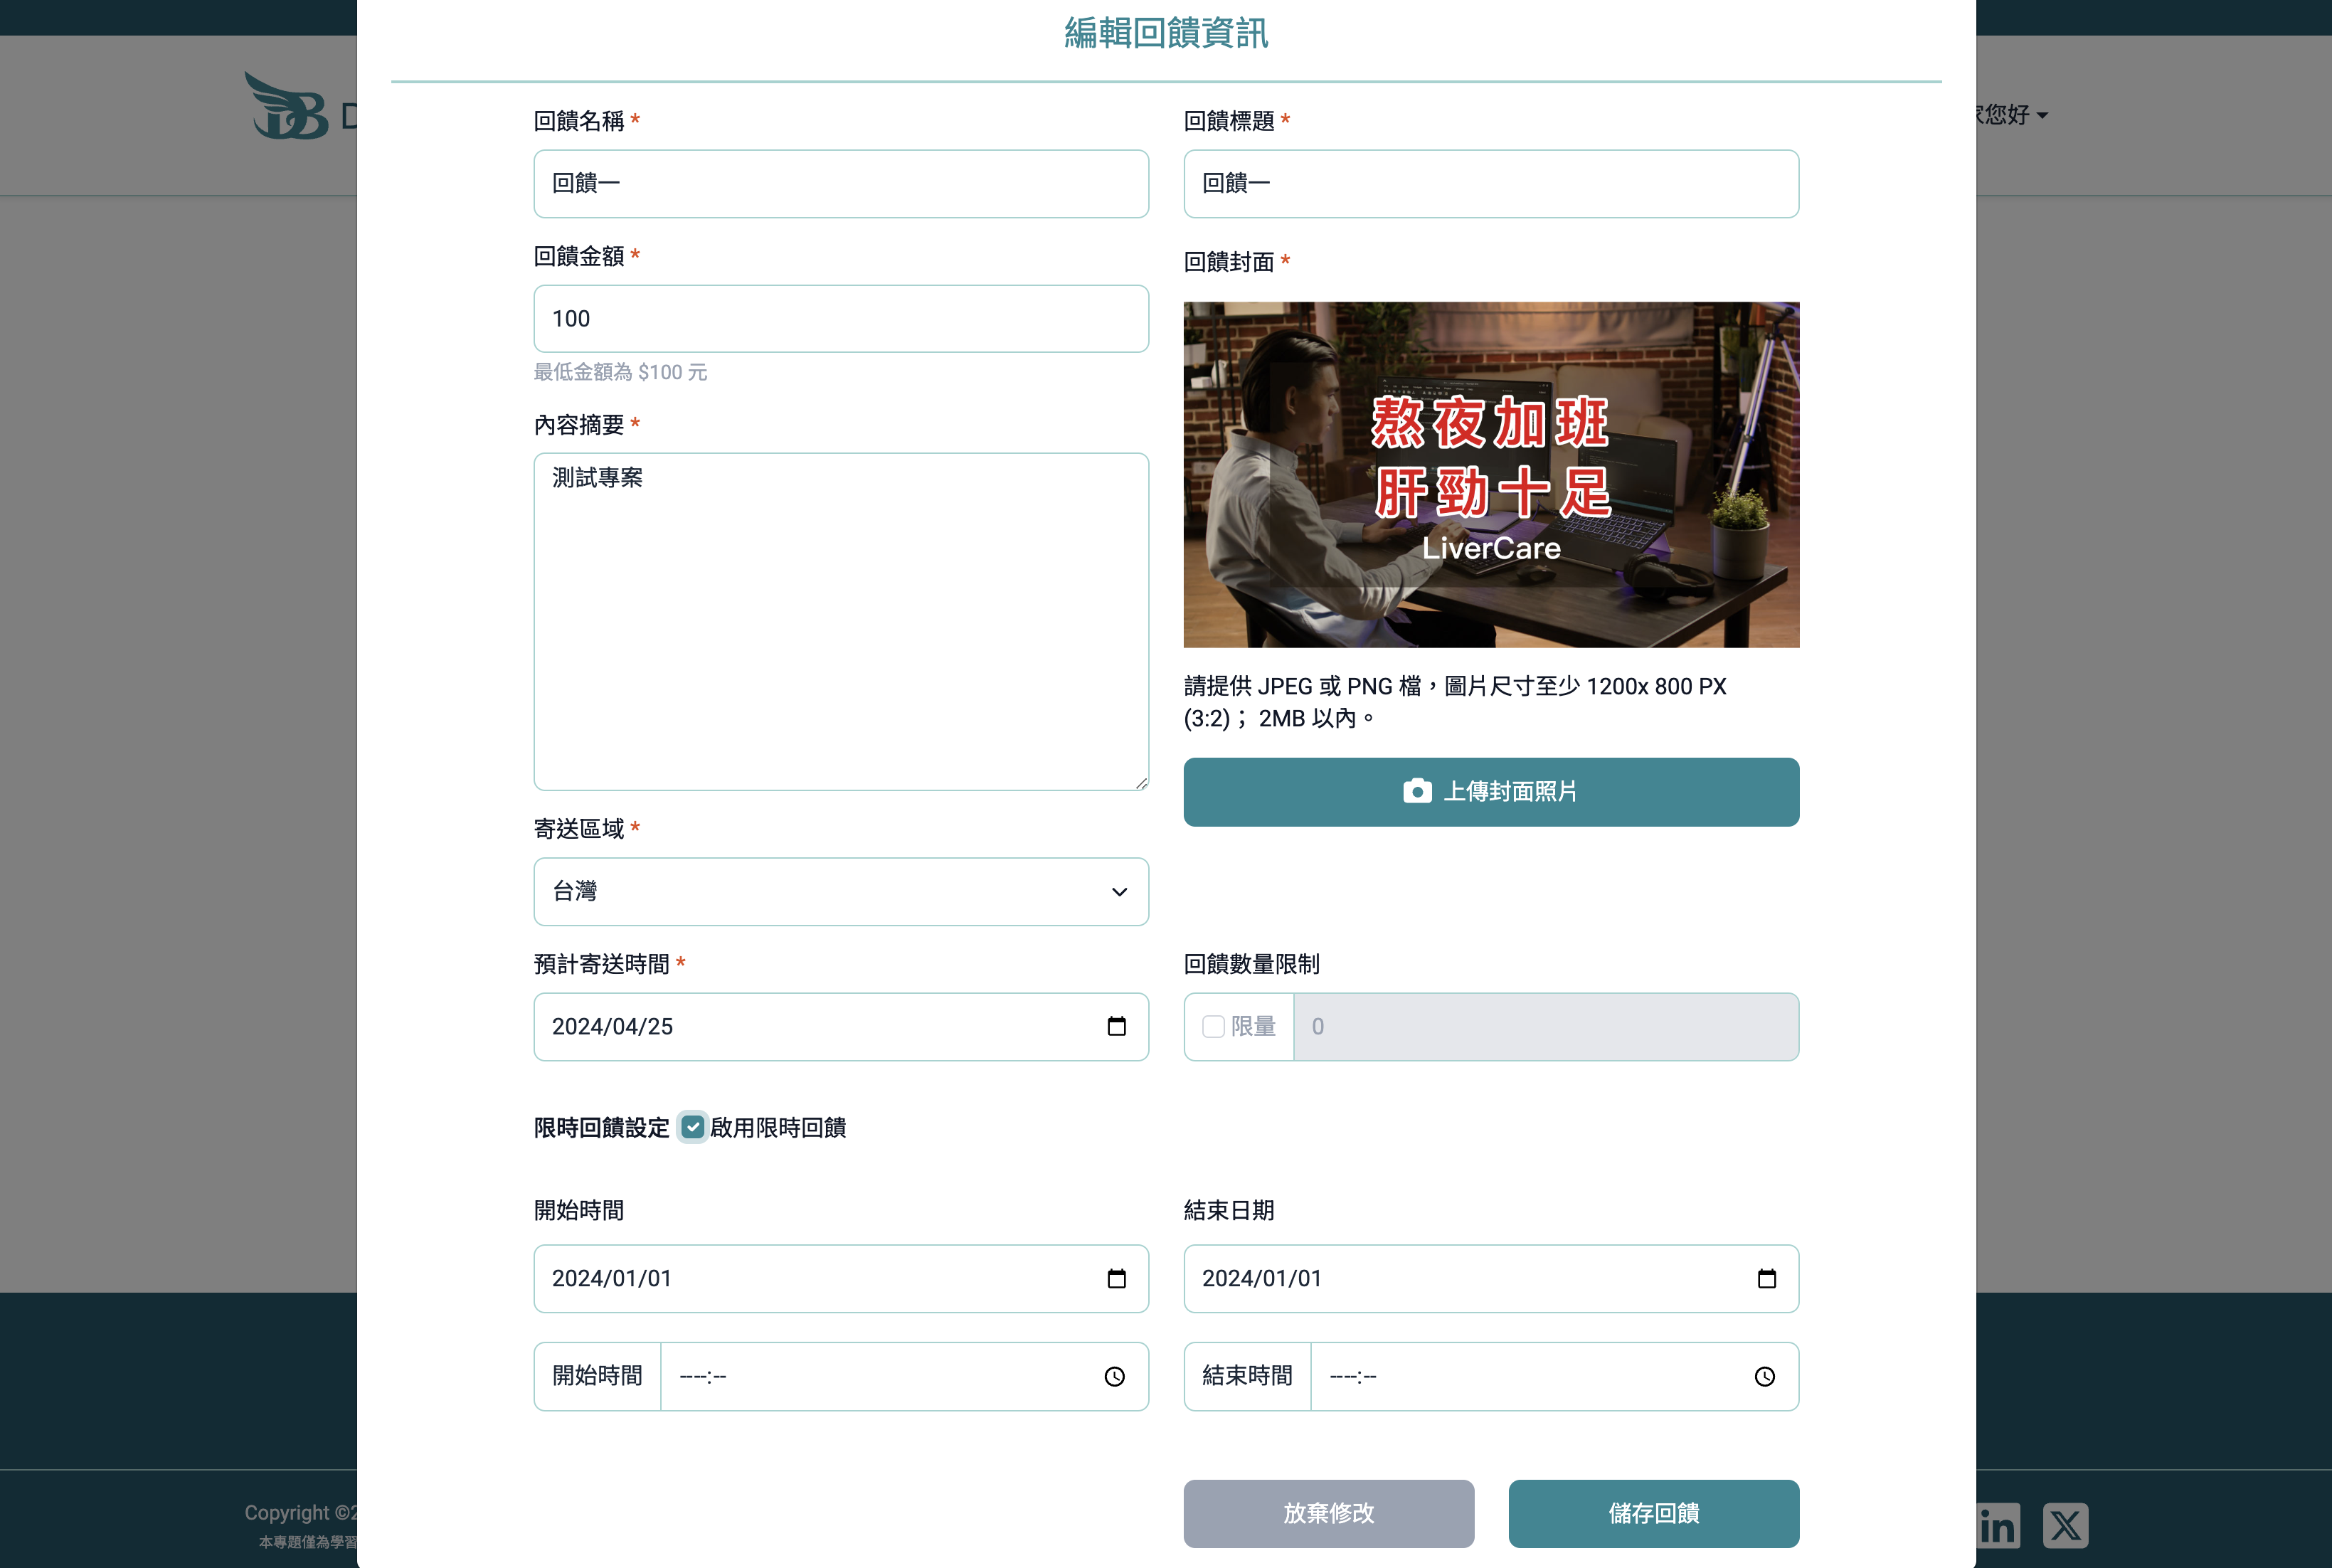 編輯回饋資訊
家您好
回饋名稱 *
回饋一
回饋標題 *
回饋一
回饋金額 *
100
最低金額為 $100 元
回饋封面 *
熬夜加班
肝勁十足
LiverCare
內容摘要 *
測試專案
請提供 JPEG 或 PNG 檔，圖片尺寸至少 1200x 800 PX
(3:2)； 2MB 以內。
上傳封面照片
寄送區域 *
台灣
預計寄送時間 *
2024/04/25
回饋數量限制
限量
0
限時回饋設定 啟用限時回饋
開始時間
2024/01/01
結束日期
2024/01/01
開始時間
----:--
結束時間
----:--
放棄修改
儲存回饋
Copyright ©2
本專題僅為學習